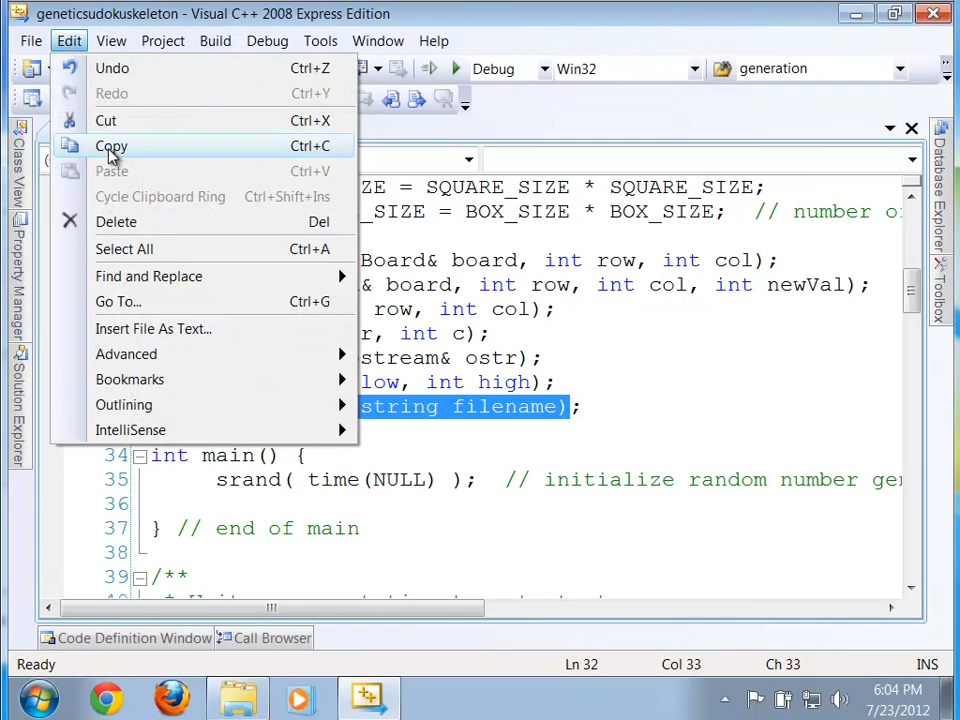 geneticsudokuskeleton - Visual C++ 2008 Express Edition
File Edit View Project Build Debug Tools Window Help
Debug Win32 generation
Undo Ctrl+Z
Redo Ctrl+Y
Cut Ctrl+X
Copy Ctrl+C
Paste Ctrl+V
Cycle Clipboard Ring Ctrl+Shift+Ins
Delete Del
Select All Ctrl+A
Find and Replace
Go To... Ctrl+G
Insert File As Text...
Advanced
Bookmarks
Outlining
IntelliSense
Class View
Property Manager
Solution Explorer
Database Explorer
Toolbox
ZE = SQUARE_SIZE * SQUARE_SIZE;
_SIZE = BOX_SIZE * BOX_SIZE; // number o
Board& board, int row, int col);
& board, int row, int col, int newVal);
row, int col);
r, int c);
stream& ostr);
low, int high);
string filename);
34 int main() {
35 srand( time(NULL) ); // initialize random number ge
36
37 } // end of main
38
39 /**
Code Definition Window Call Browser
Ready Ln 32 Col 33 Ch 33 INS
6:04 PM
7/23/2012